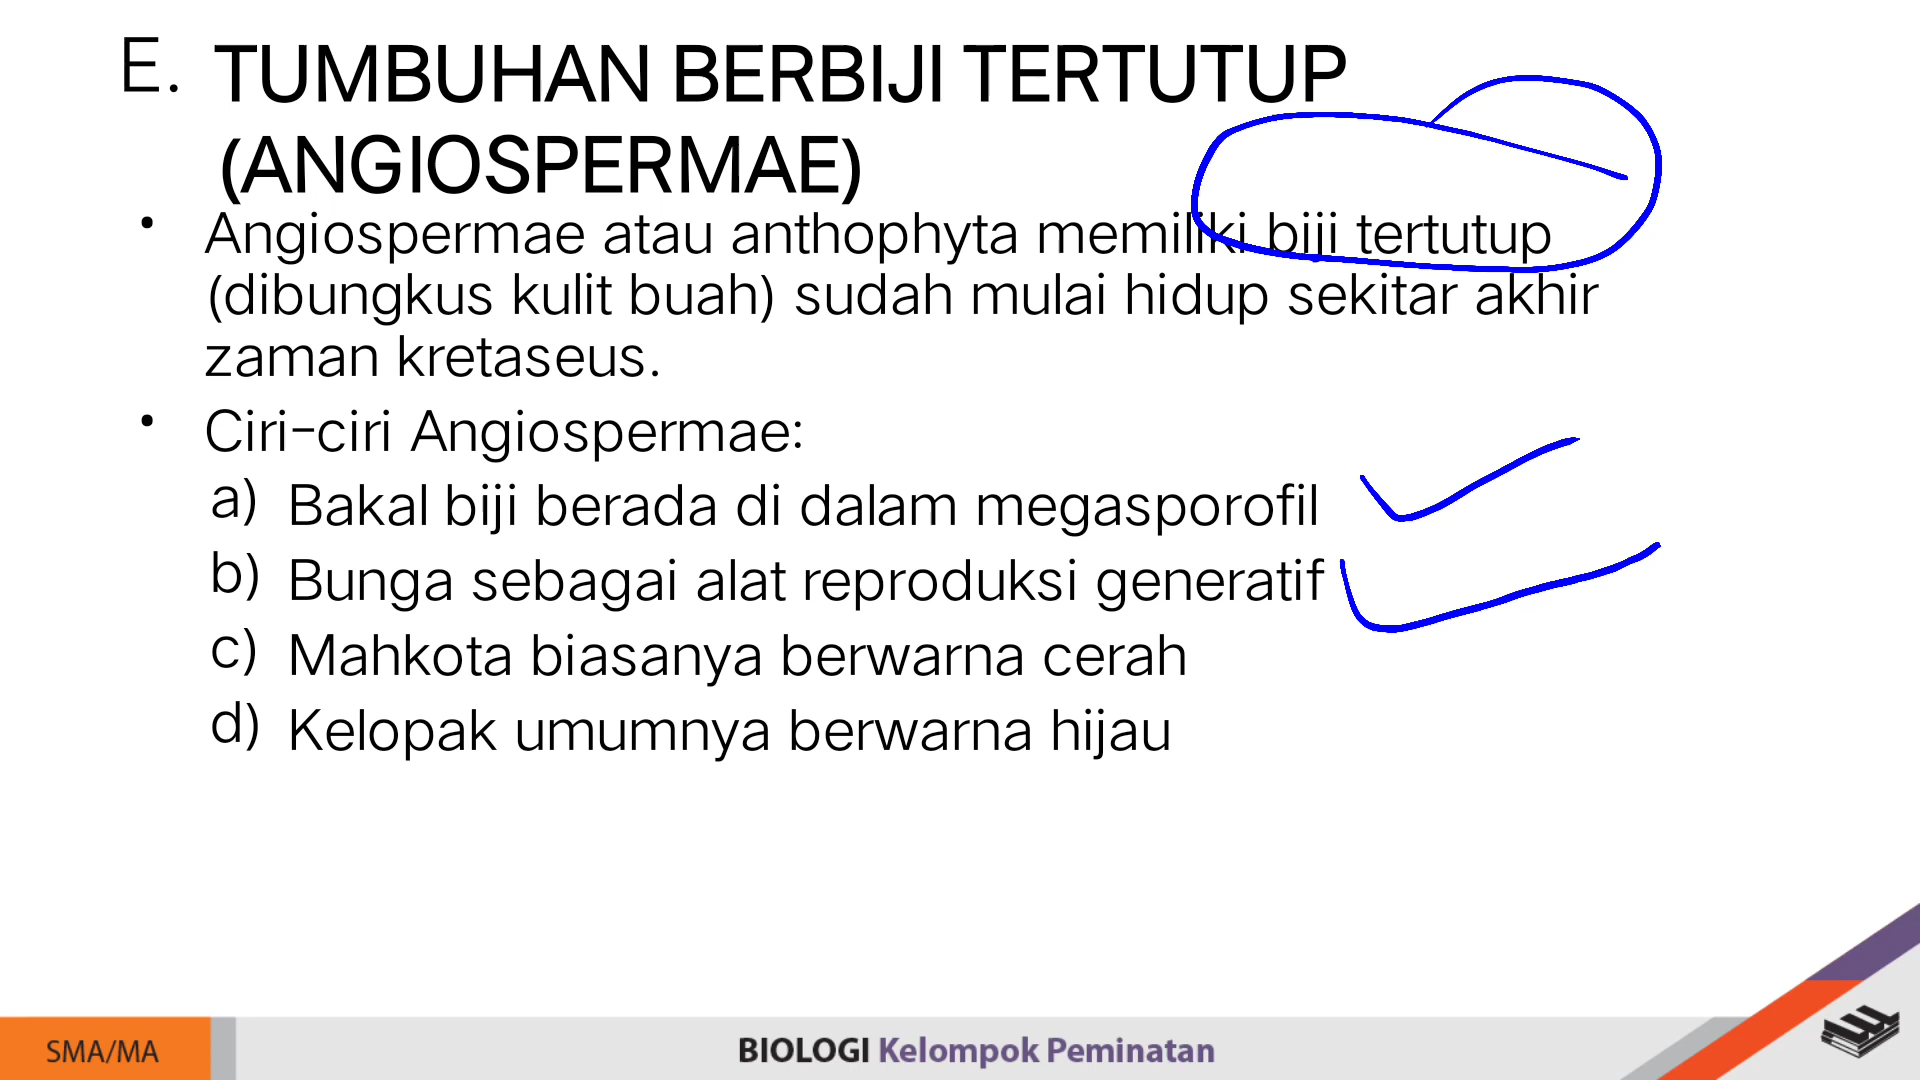 E. TUMBUHAN BERBIJI TERTUTUP
(ANGIOSPERMAE)
• Angiospermae atau anthophyta memiliki biji tertutup
(dibungkus kulit buah) sudah mulai hidup sekitar akhir
zaman kretaseus.
• Ciri-ciri Angiospermae:
a) Bakal biji berada di dalam megasporofil
b) Bunga sebagai alat reproduksi generatif
c) Mahkota biasanya berwarna cerah
d) Kelopak umumnya berwarna hijau
SMA/MA
BIOLOGI Kelompok Peminatan